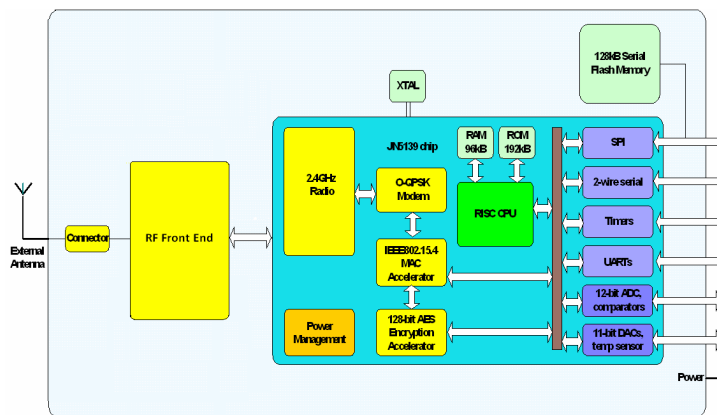 128kB Serial
Flash Memory
XTAL
JN5139 chip
RAM
96kB
ROM
192kB
SPI
2.4GHz
Radio
O-QPSK
Modem
RISC CPU
2-wire serial
Timers
External
Antenna
Connector
RF Front End
IEEE802.15.4
MAC
Accelerator
UARTs
12-bit ADC,
comparators
Power
Management
128-bit AES
Encryption
Accelerator
11-bit DACs,
temp sensor
Power